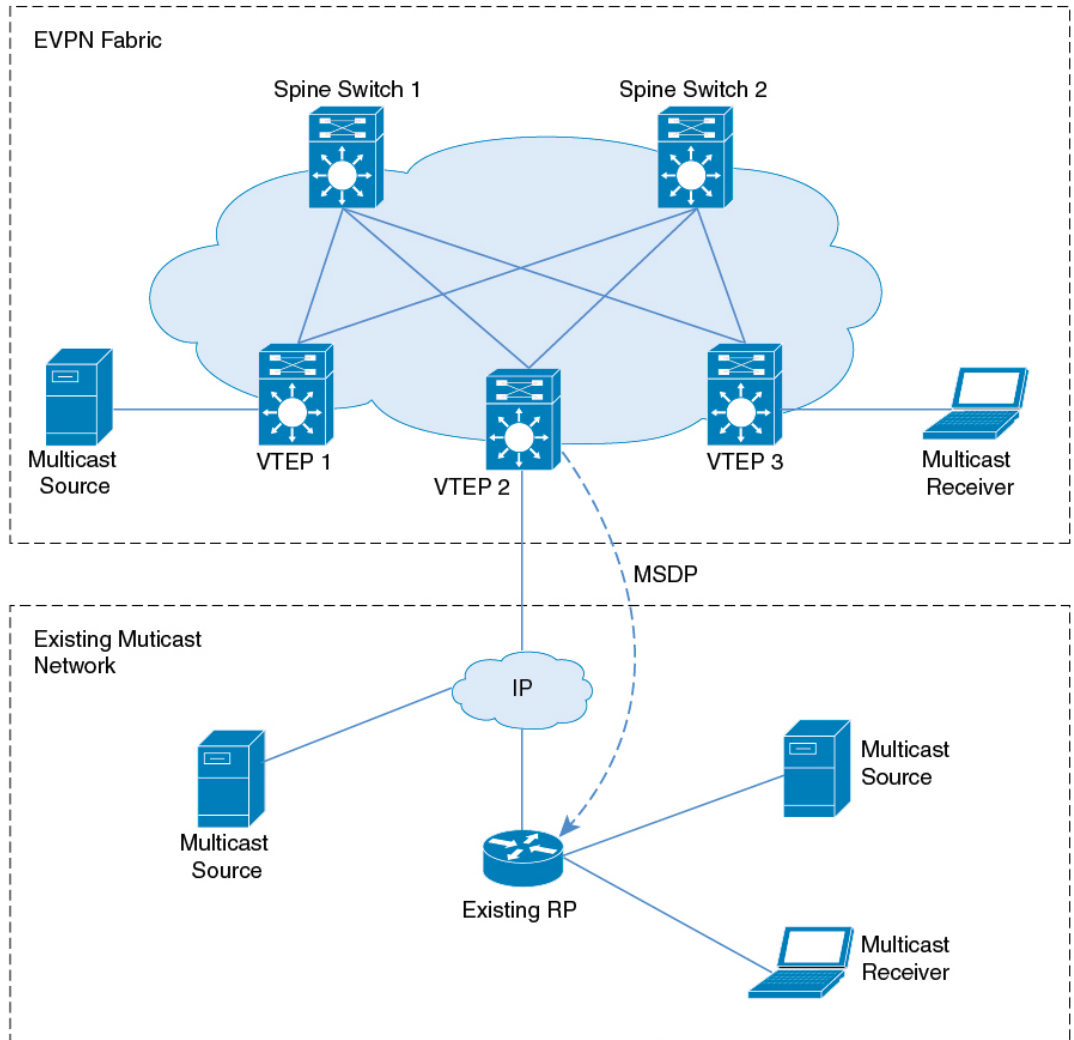 EVPN Fabric
Spine Switch 1
Spine Switch 2
Multicast
Source
VTEP 1
VTEP 2
VTEP 3
Multicast
Receiver
MSDP
Existing Muticast
Network
IP
Multicast
Source
Multicast
Source
Existing RP
Multicast
Receiver